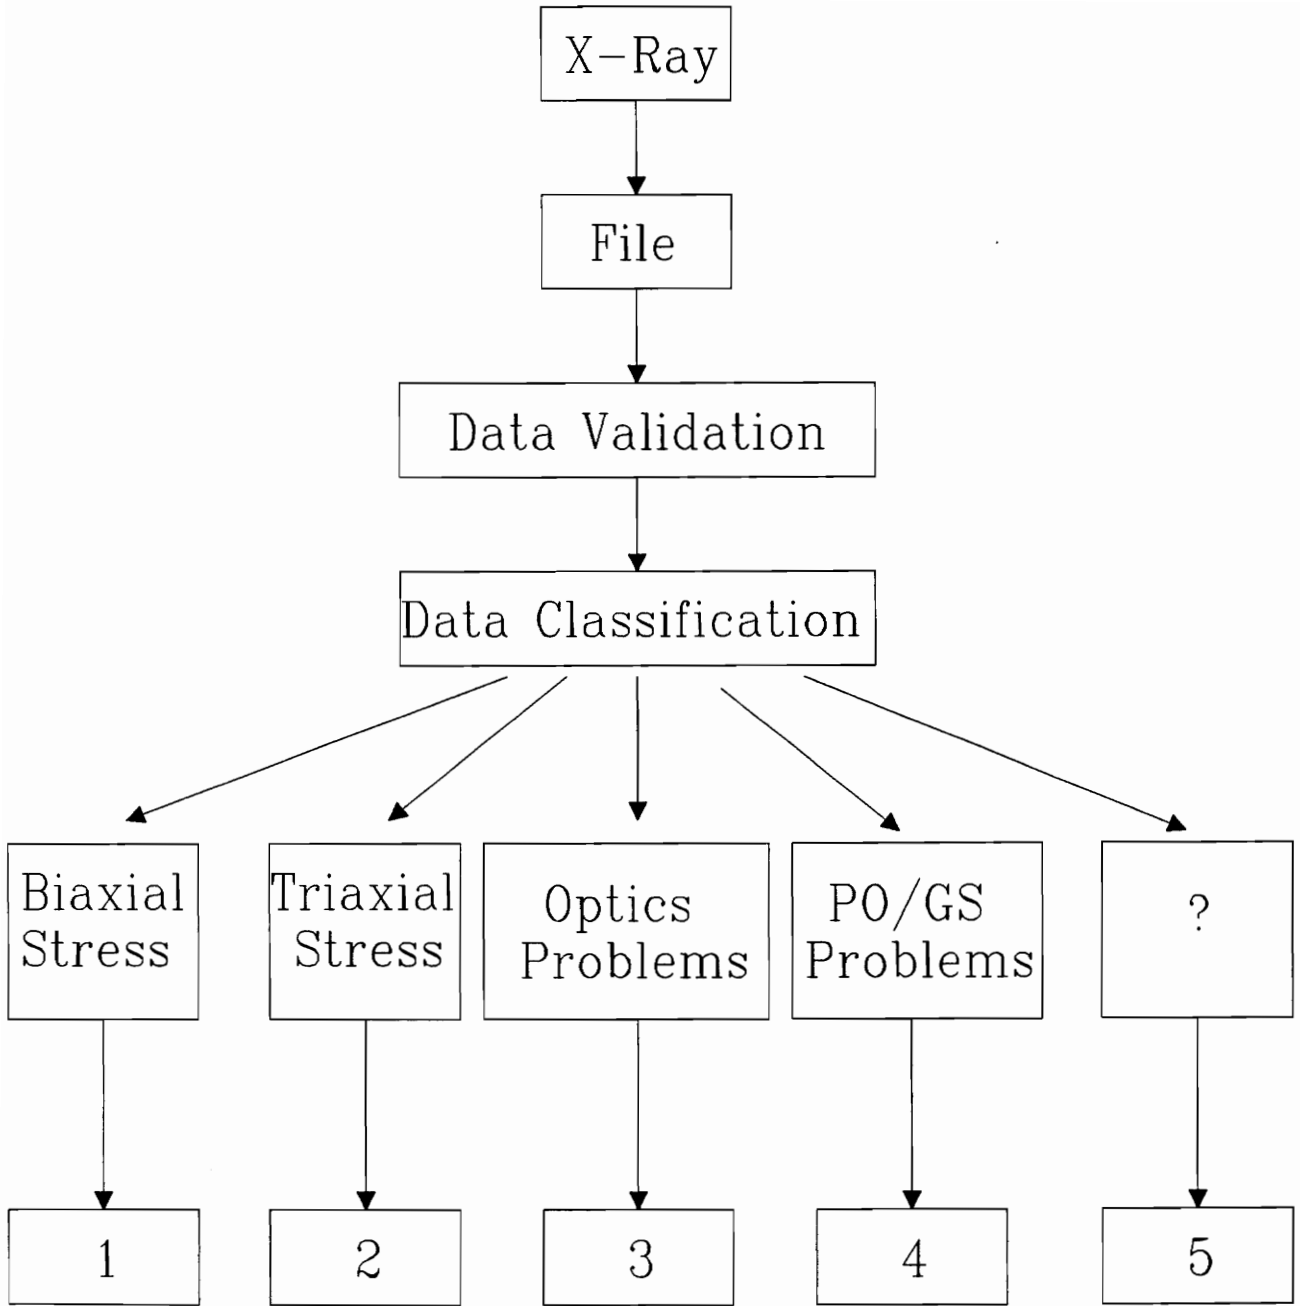 X-Ray
File
Data Validation
Data Classification
Biaxial
Stress
Triaxial
Stress
Optics
Problems
PO/GS
Problems
?
1
2
3
4
5